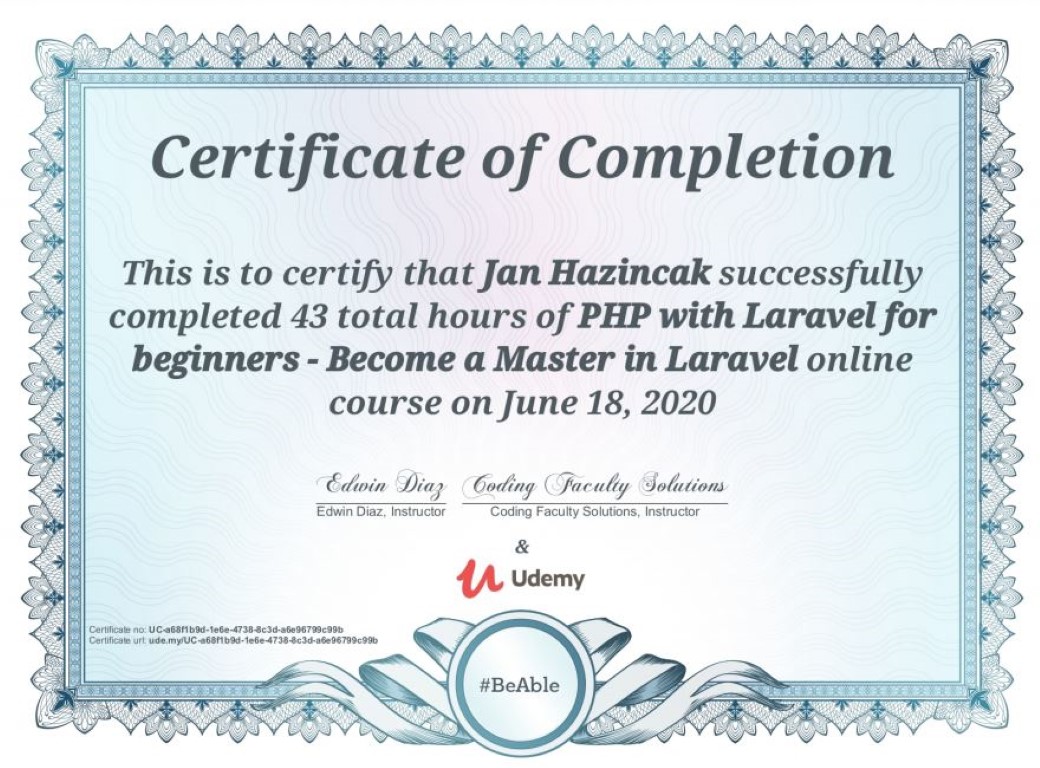 Certificate of Completion
This is to certify that Jan Hazincak successfully
completed 43 total hours of PHP with Laravel for
beginners - Become a Master in Laravel online
course on June 18, 2020
Edwin Diaz Coding Faculty Solutions
Edwin Diaz, Instructor Coding Faculty Solutions, Instructor
&
Udemy
Certificate no: UC-a68f1b9d-1e6e-4738-8c3d-a6e96799c99b
Certificate url: ude.my/UC-a68f1b9d-1e6e-4738-8c3d-a6e96799c99b
#BeAble